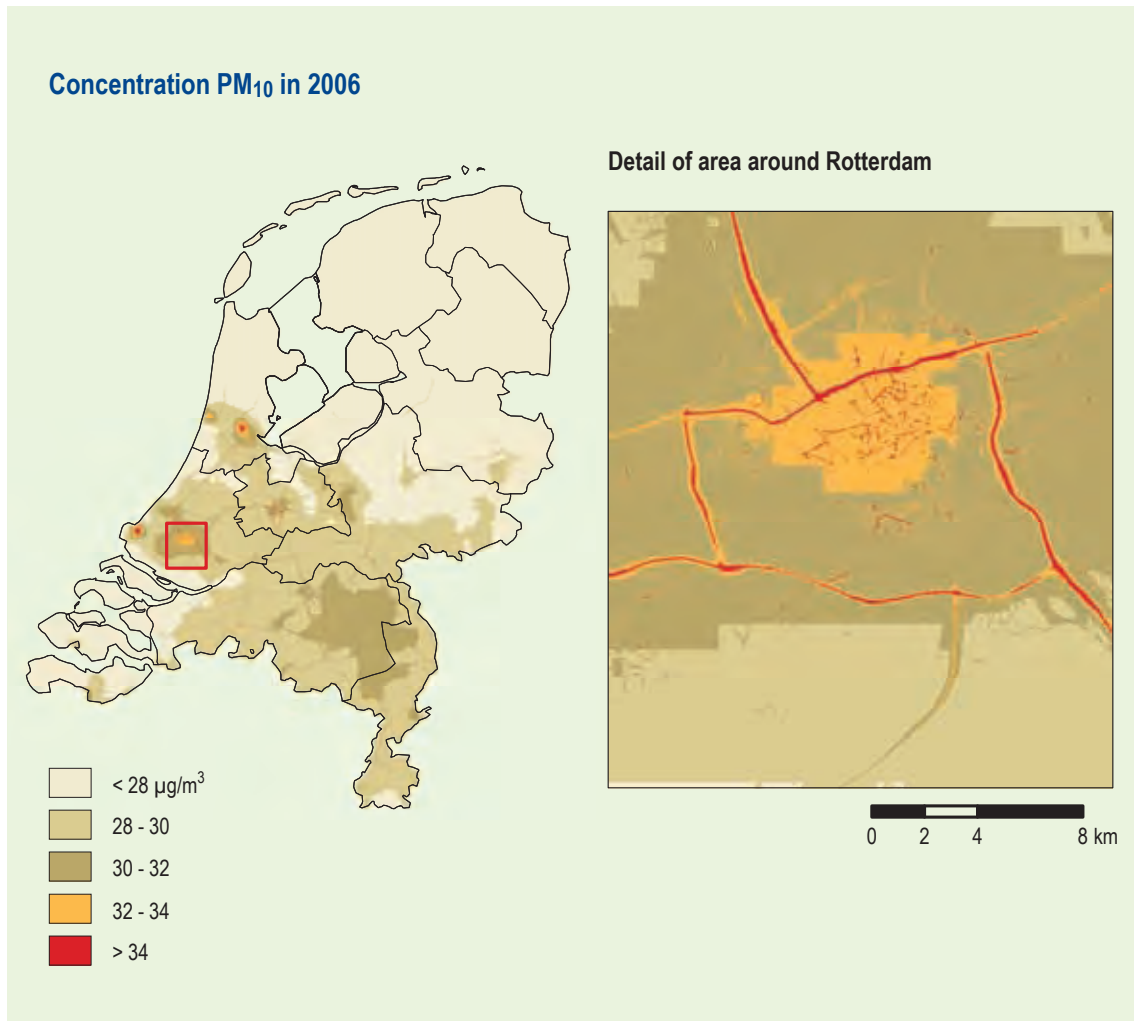 Concentration PM₁₀ in 2006
Detail of area around Rotterdam
< 28 µg/m³
28 - 30
30 - 32
32 - 34
> 34
0 2 4 8 km